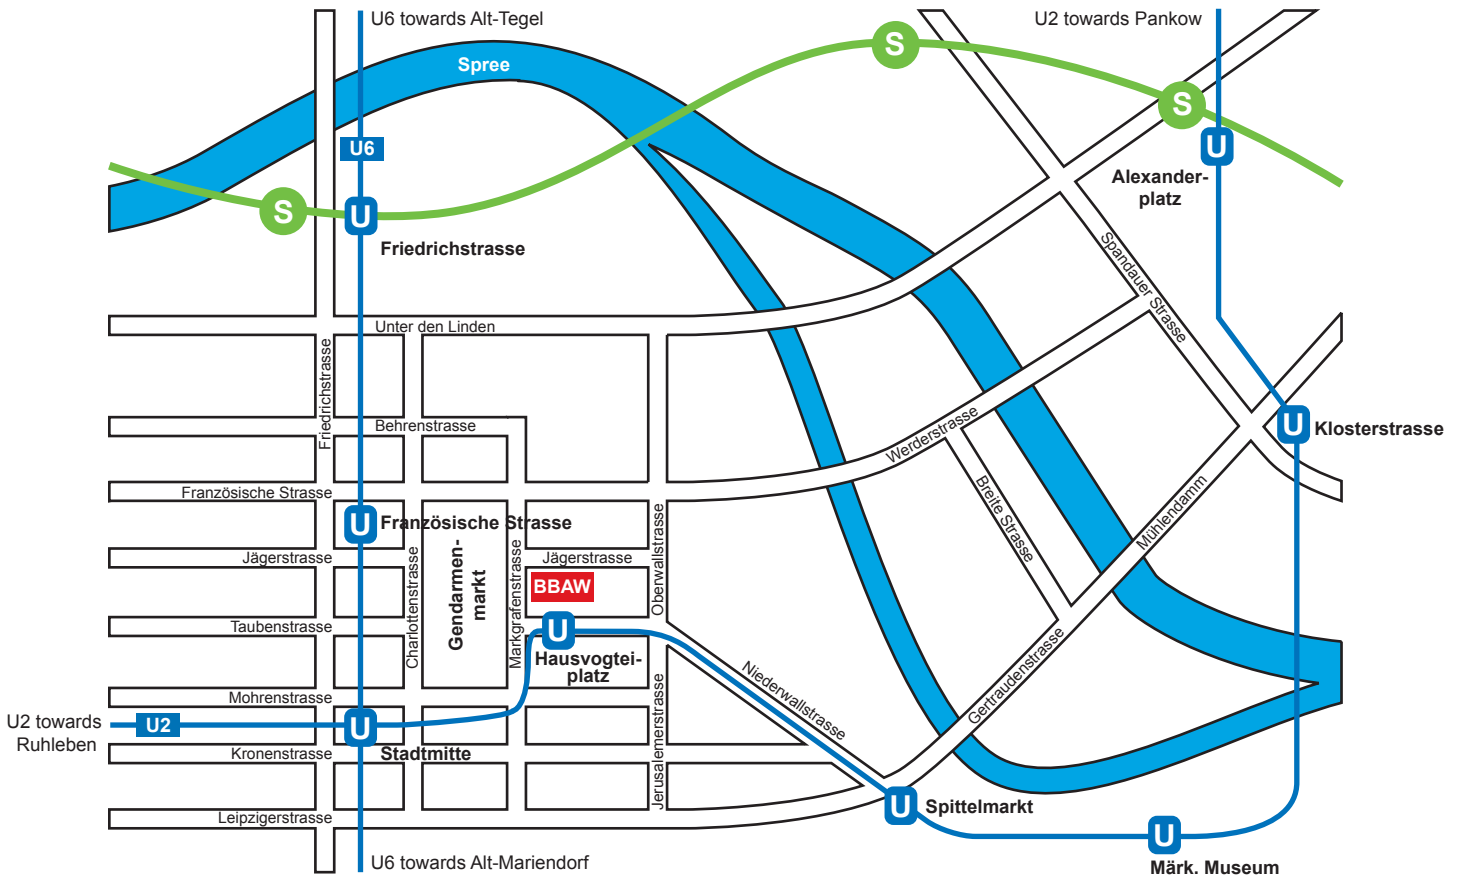 U6 towards Alt-Tegel
U2 towards Pankow
S
Spree
S
U6
U
Alexander-
platz
S
U
Friedrichstrasse
Spandauer Strasse
Unter den Linden
Friedrichstrasse
Behrenstrasse
Werderstrasse
U
Klosterstrasse
Französische Strasse
U
Französische Strasse
Breite Strasse
Mühlendamm
Jägerstrasse
Charlottenstrasse
Gendarmen-
markt
Markgrafenstrasse
Jägerstrasse
BBAW
Oberwallstrasse
Taubenstrasse
U
Hausvogtei-
platz
Niederwallstrasse
Gertraudenstrasse
Mohrenstrasse
U2 towards
Ruhleben
U2
U
Stadtmitte
Kronenstrasse
Jerusalemerstrasse
U
Spittelmarkt
Leipzigerstrasse
U
Märk. Museum
U6 towards Alt-Mariendorf